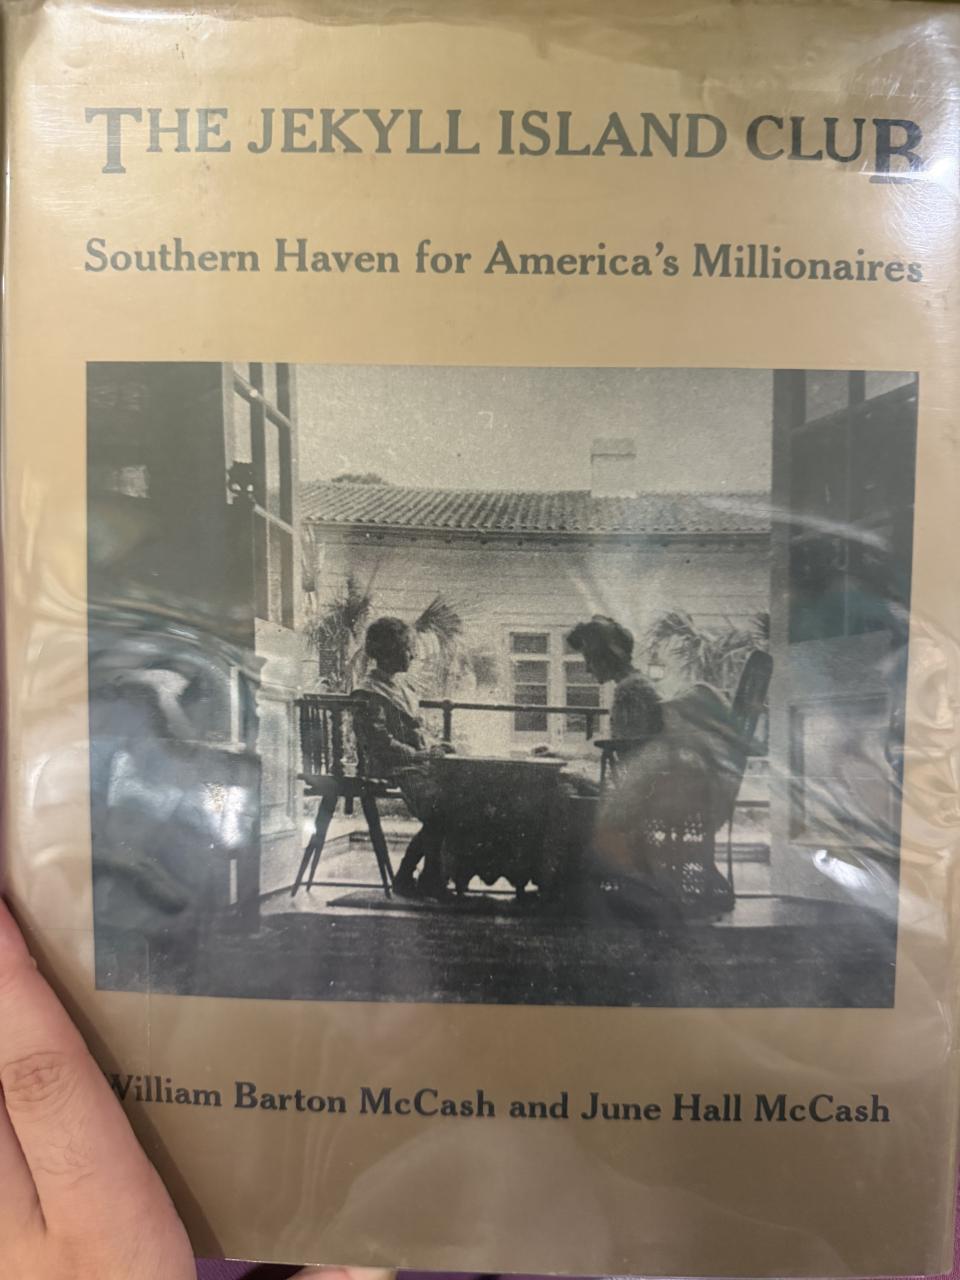 THE JEKYLL ISLAND CLUB
Southern Haven for America's Millionaires
William Barton McCash and June Hall McCash